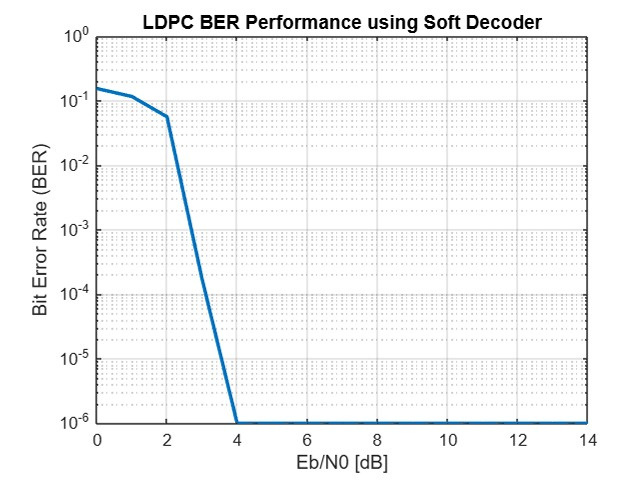 LDPC BER Performance using Soft Decoder
10^0
10^-1
10^-2
10^-3
10^-4
10^-5
10^-6
Bit Error Rate (BER)
0 2 4 6 8 10 12 14
Eb/N0 [dB]